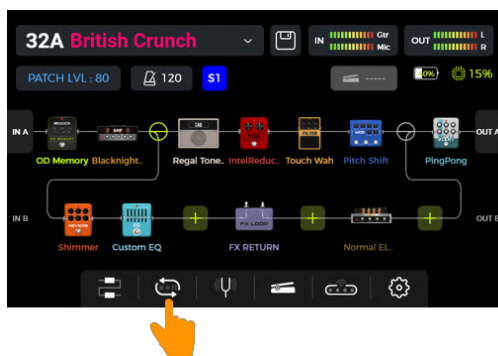 32A British Crunch
IN Gtr
Mic
OUT L
R
PATCH LVL : 80
120
S1
-----
0%
15%
IN A
OUT A
OD Memory
Blacknight..
Regal Tone..
IntelReduc..
Touch Wah
Pitch Shift
PingPong
IN B
OUT B
FX LOOP
Shimmer
Custom EQ
FX RETURN
Normal EL..